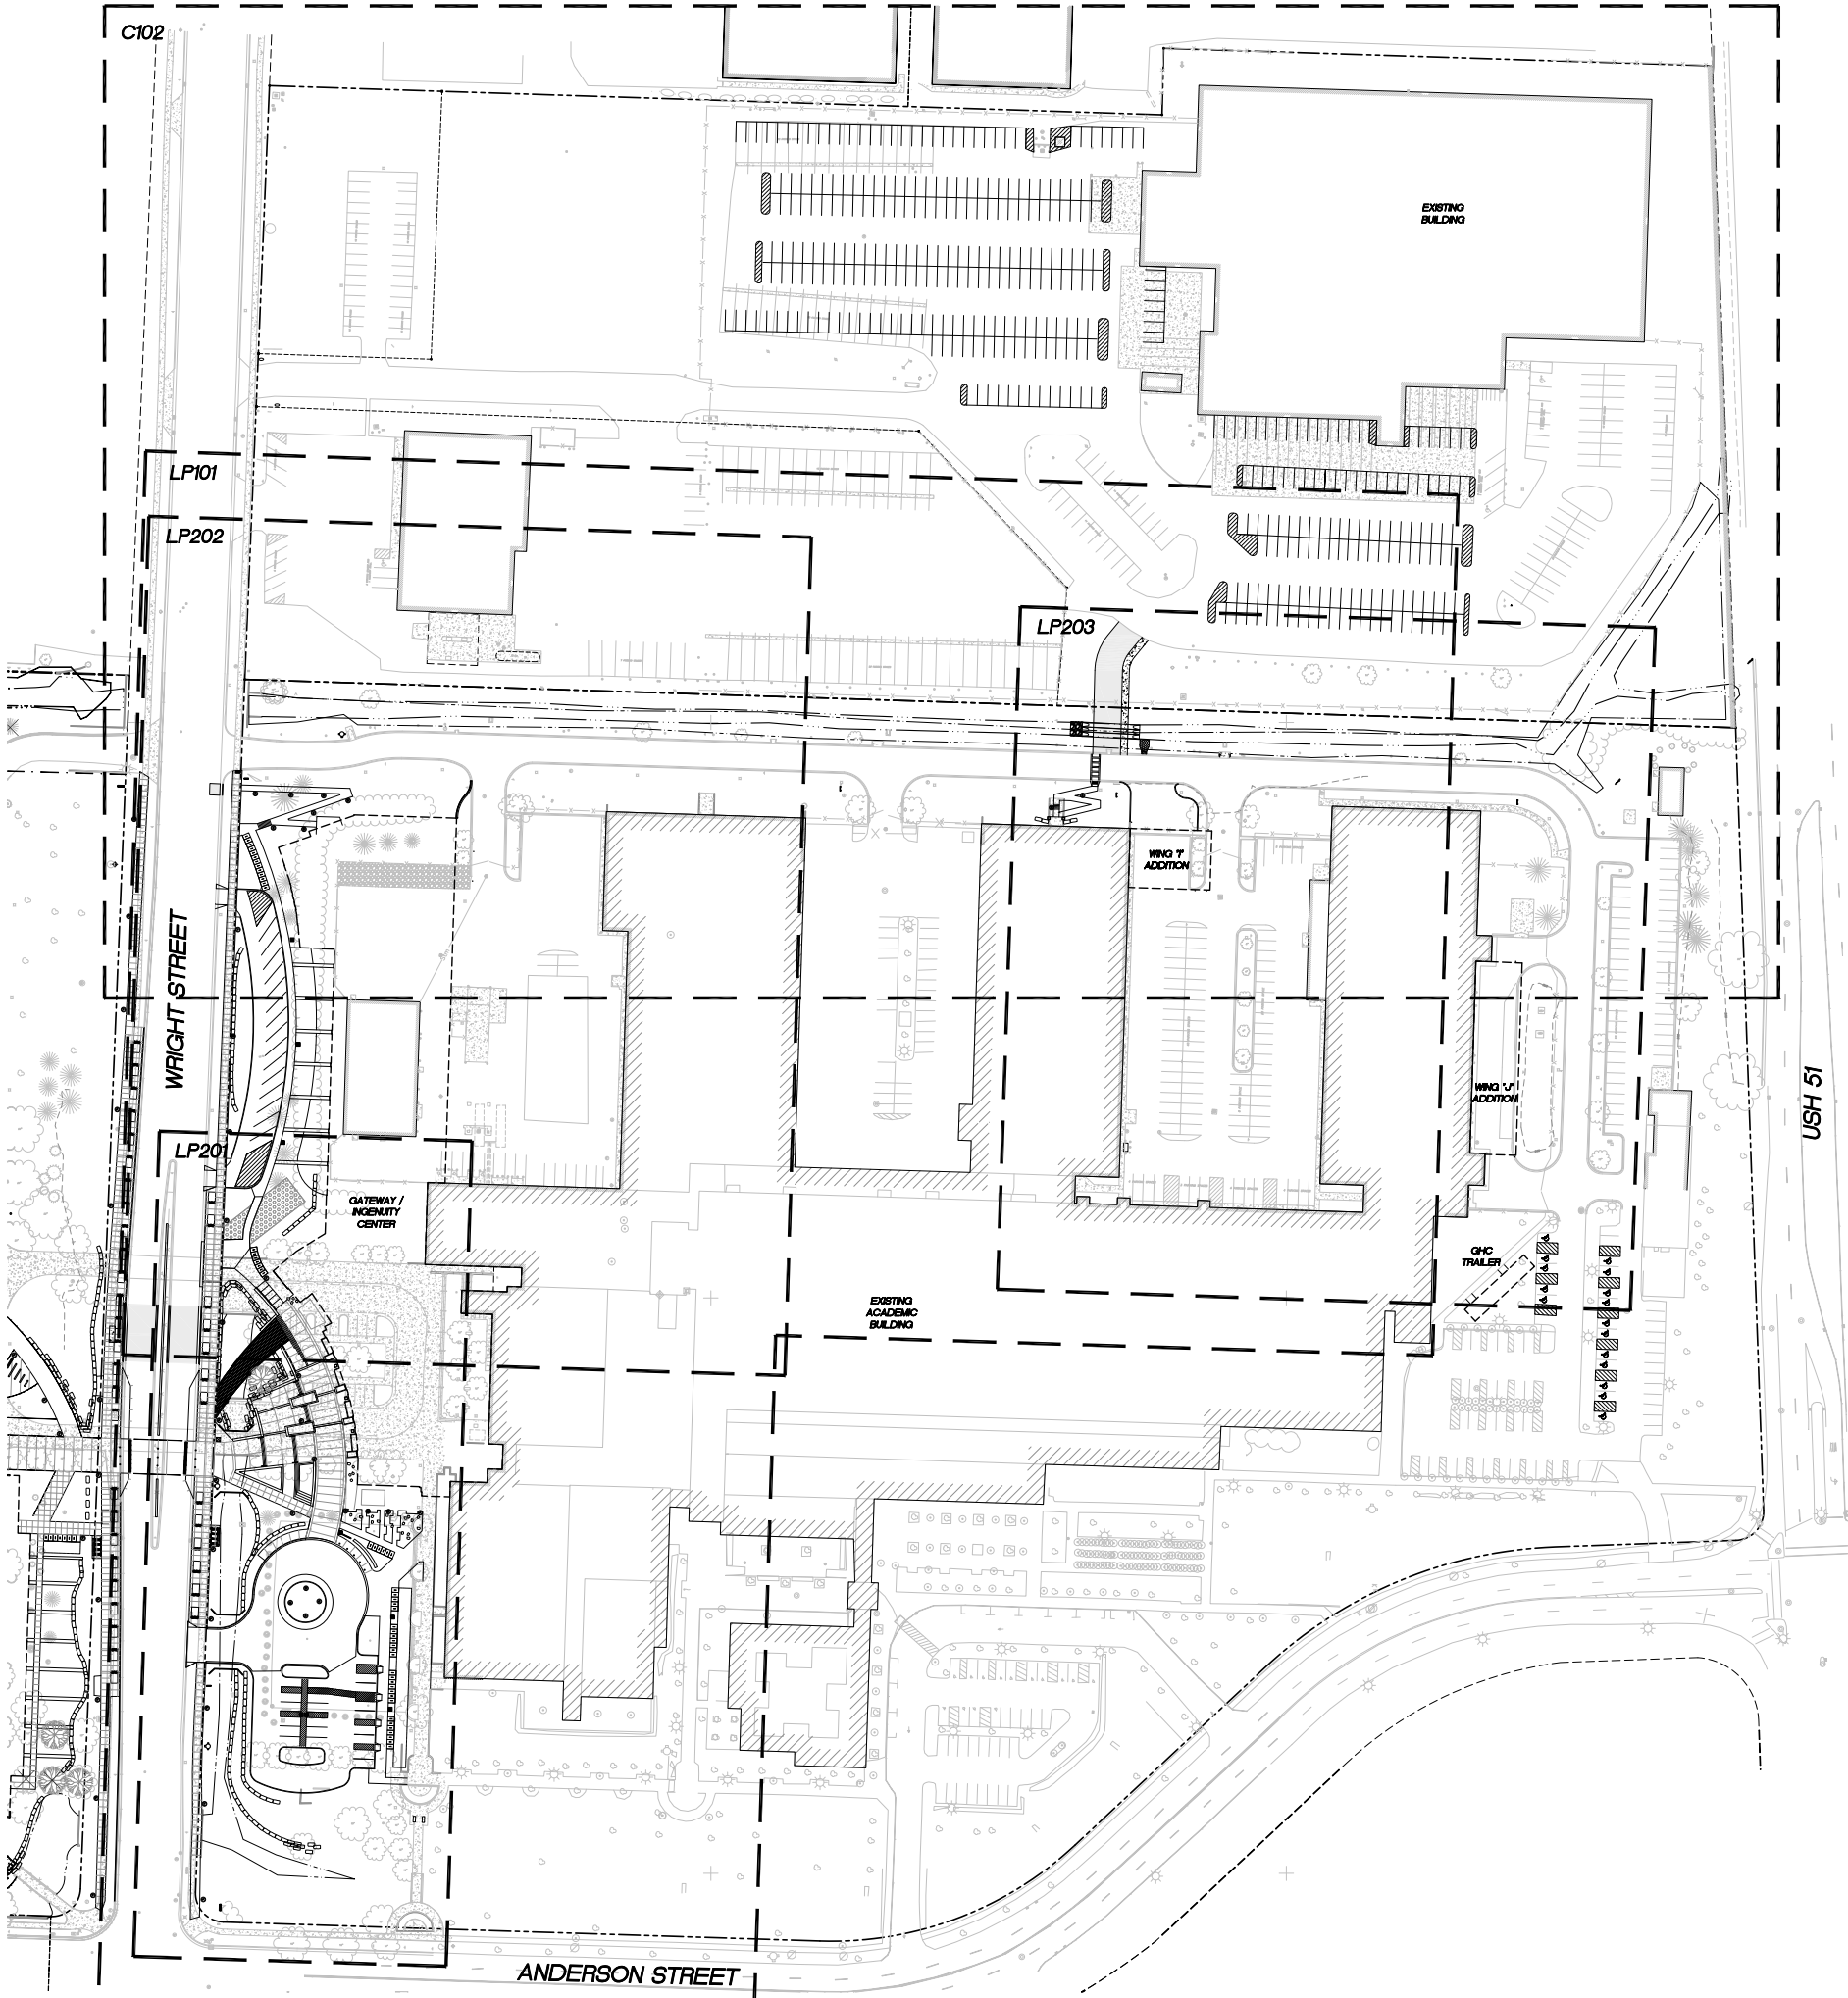 C102
EXISTING
BUILDING
LP101
LP202
LP203
WING "I"
ADDITION
WRIGHT STREET
WING "J"
ADDITION
USH 51
LP201
GATEWAY /
INGENUITY
CENTER
GHC
TRAILER
EXISTING
ACADEMIC
BUILDING
ANDERSON STREET